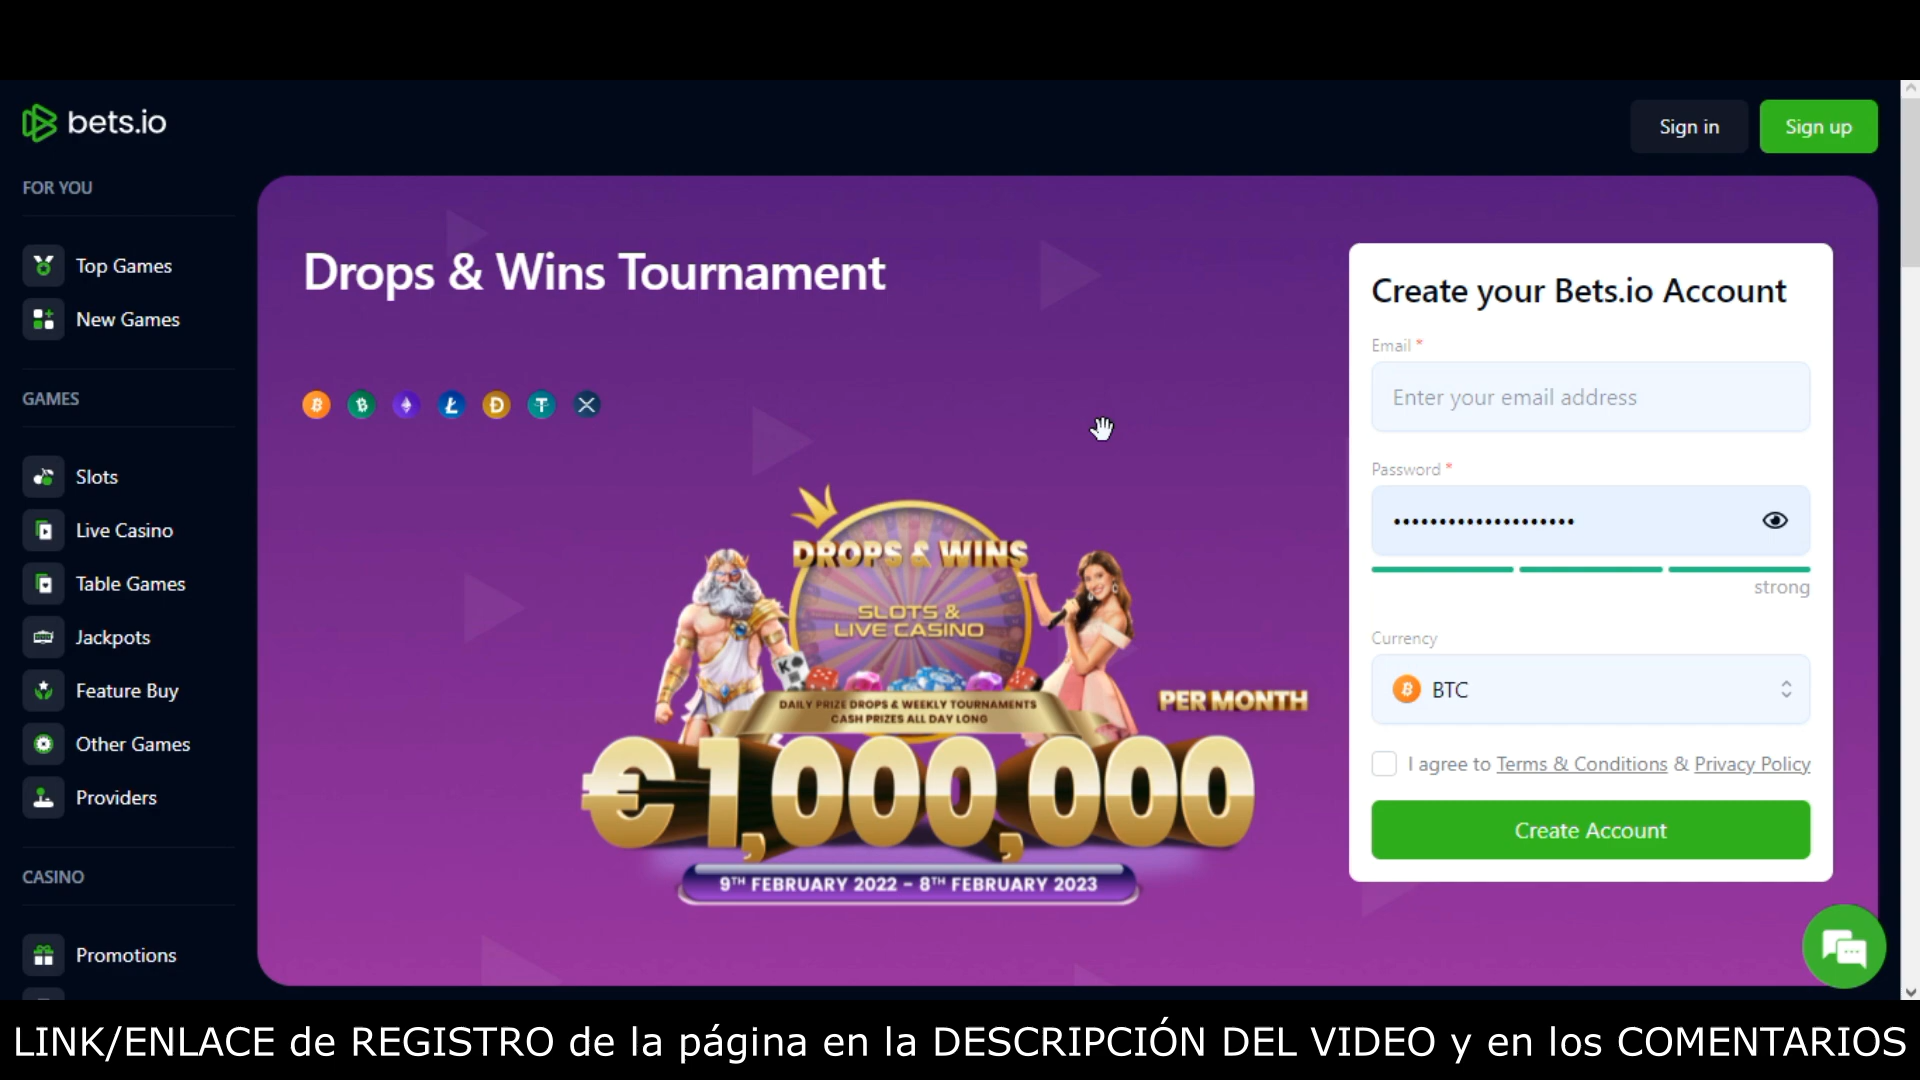 bets.io
Sign in
Sign up
FOR YOU
Top Games
New Games
GAMES
Slots
Live Casino
Table Games
Jackpots
Feature Buy
Other Games
Providers
CASINO
Promotions
Drops & Wins Tournament
DROPS & WINS
SLOTS &
LIVE CASINO
K
DAILY PRIZE DROPS & WEEKLY TOURNAMENTS
CASH PRIZES ALL DAY LONG
PER MONTH
€1,000,000
9TH FEBRUARY 2022 - 8TH FEBRUARY 2023
Create your Bets.io Account
Email *
Enter your email address
Password *
••••••••••••••••••••
strong
Currency
BTC
I agree to Terms & Conditions & Privacy Policy
Create Account
LINK/ENLACE de REGISTRO de la página en la DESCRIPCIÓN DEL VIDEO y en los COMENTARIOS